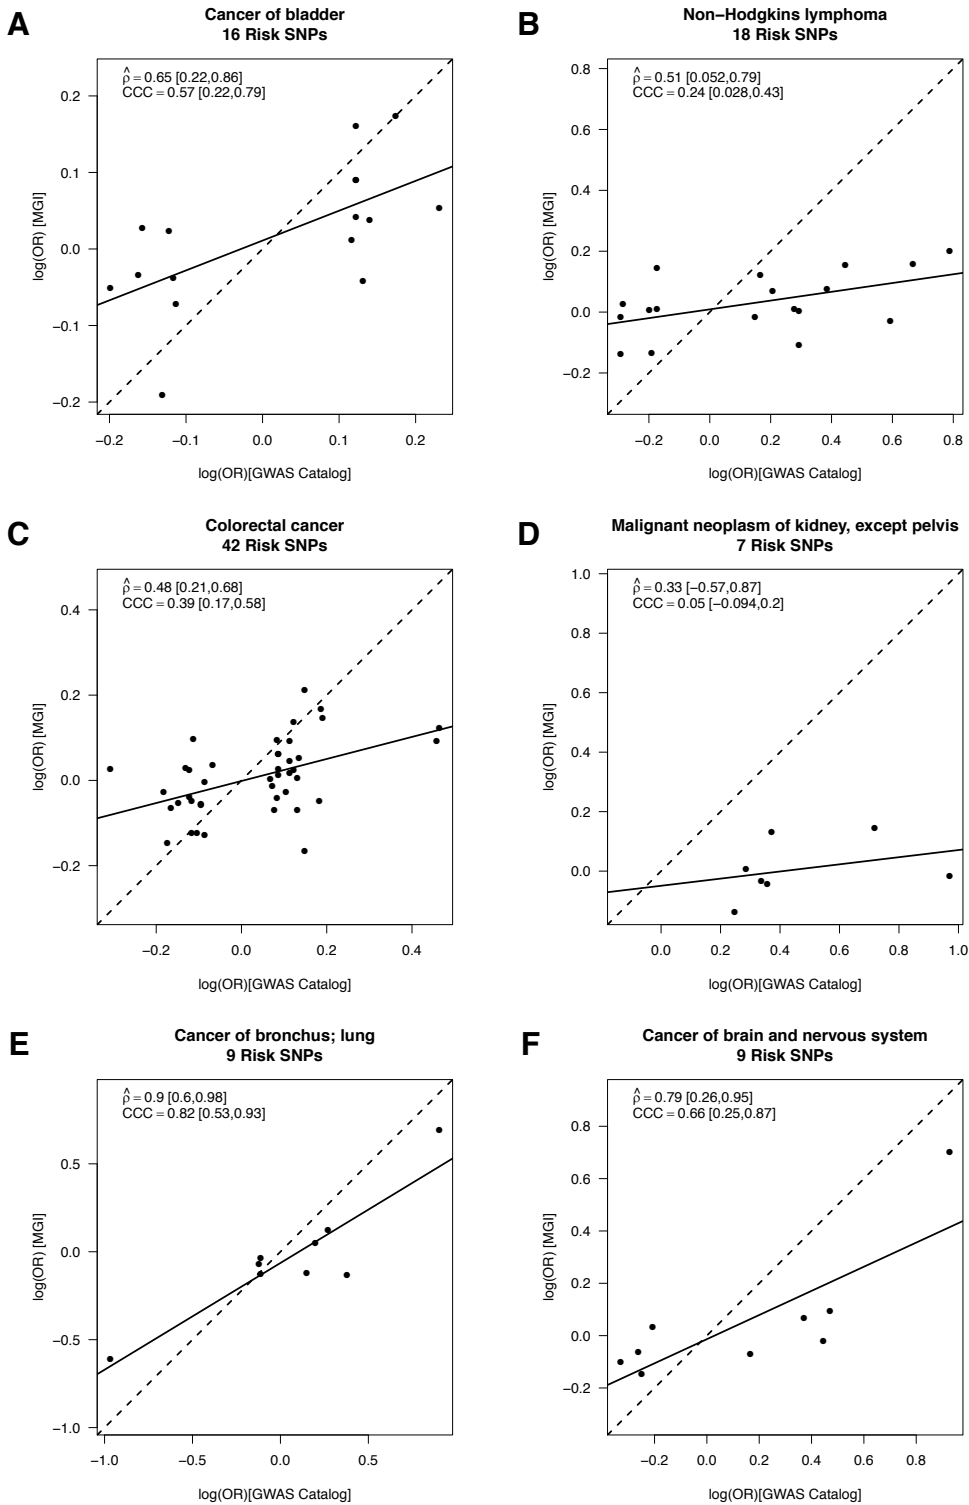 A
Cancer of bladder
16 Risk SNPs
ρ̂ = 0.65 [0.22,0.86]
CCC = 0.57 [0.22,0.79]
0.2
0.1
0.0
−0.1
−0.2
log(OR) [MGI]
−0.2 −0.1 0.0 0.1 0.2
log(OR)[GWAS Catalog]
B
Non−Hodgkins lymphoma
18 Risk SNPs
ρ̂ = 0.51 [0.052,0.79]
CCC = 0.24 [0.028,0.43]
0.8
0.6
0.4
0.2
0.0
−0.2
log(OR) [MGI]
−0.2 0.0 0.2 0.4 0.6 0.8
log(OR)[GWAS Catalog]
C
Colorectal cancer
42 Risk SNPs
ρ̂ = 0.48 [0.21,0.68]
CCC = 0.39 [0.17,0.58]
0.4
0.2
0.0
−0.2
log(OR) [MGI]
−0.2 0.0 0.2 0.4
log(OR)[GWAS Catalog]
D
Malignant neoplasm of kidney, except pelvis
7 Risk SNPs
ρ̂ = 0.33 [−0.57,0.87]
CCC = 0.05 [−0.094,0.2]
1.0
0.8
0.6
0.4
0.2
0.0
log(OR) [MGI]
0.0 0.2 0.4 0.6 0.8 1.0
log(OR)[GWAS Catalog]
E
Cancer of bronchus; lung
9 Risk SNPs
ρ̂ = 0.9 [0.6,0.98]
CCC = 0.82 [0.53,0.93]
0.5
0.0
−0.5
−1.0
log(OR) [MGI]
−1.0 −0.5 0.0 0.5
log(OR)[GWAS Catalog]
F
Cancer of brain and nervous system
9 Risk SNPs
ρ̂ = 0.79 [0.26,0.95]
CCC = 0.66 [0.25,0.87]
0.8
0.6
0.4
0.2
0.0
−0.2
log(OR) [MGI]
−0.2 0.0 0.2 0.4 0.6 0.8
log(OR)[GWAS Catalog]